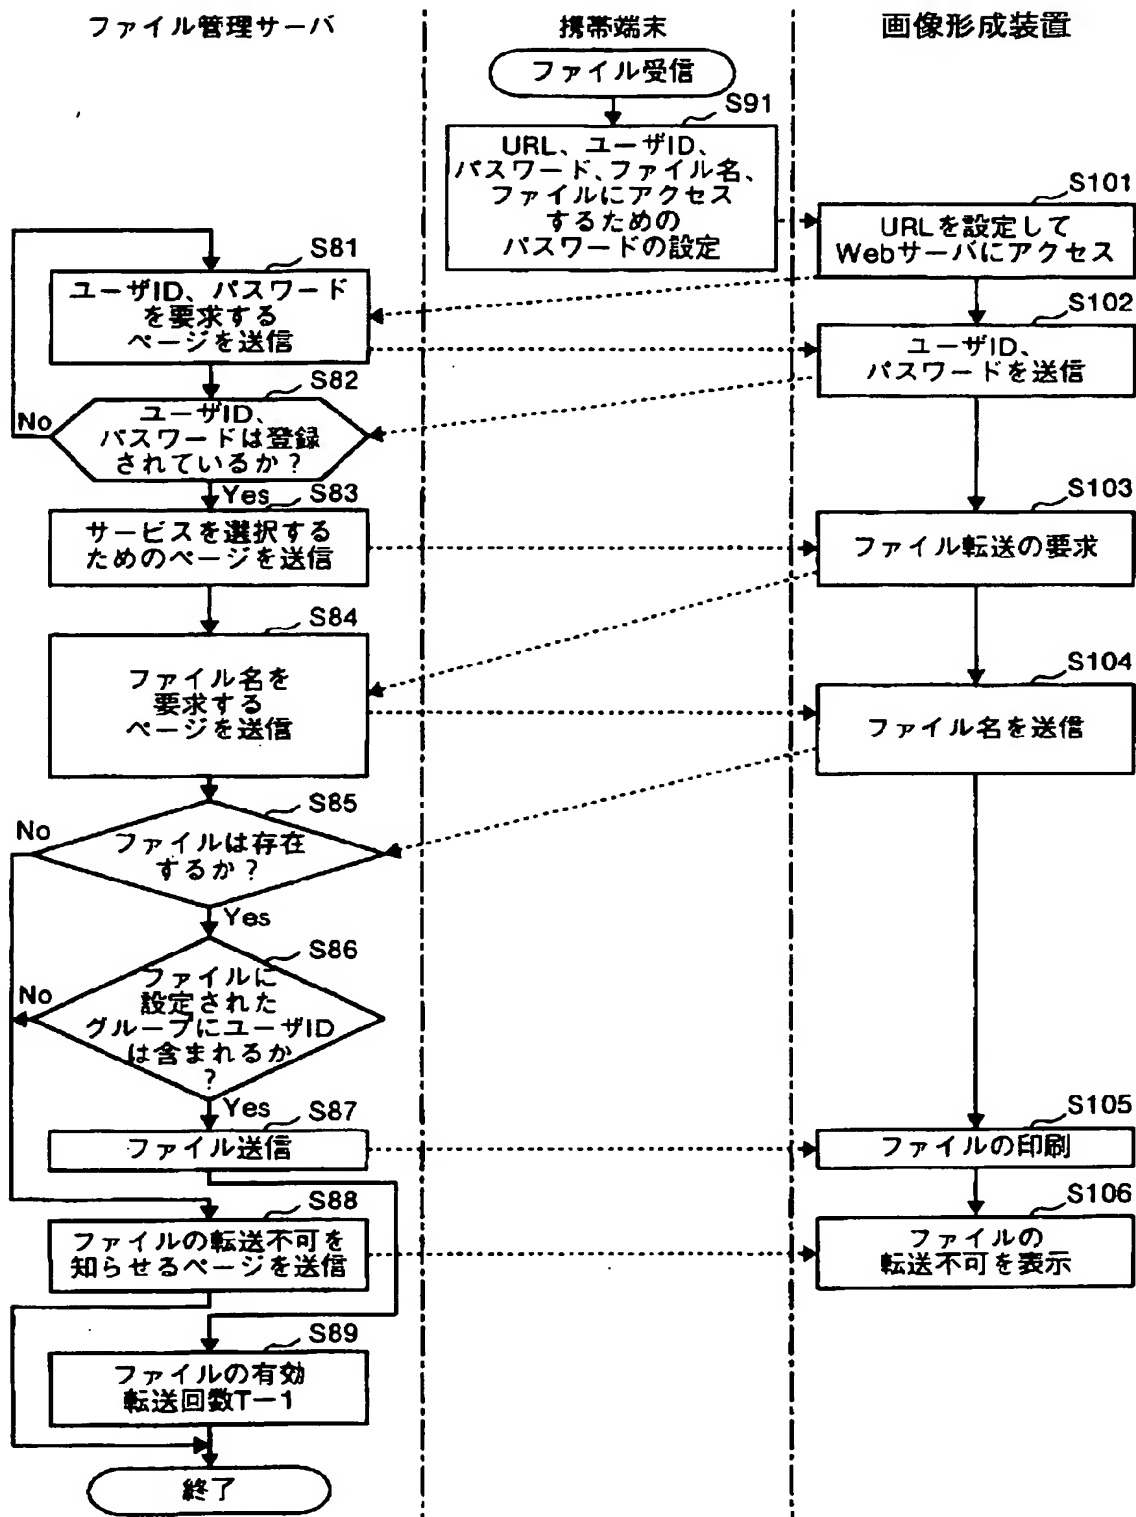 ファイル管理サーバ
携帯端末
画像形成装置
ファイル受信
S91
URL、ユーザID、
パスワード、ファイル名、
ファイルにアクセス
するための
パスワードの設定
S101
URLを設定して
Webサーバにアクセス
S81
ユーザID、パスワード
を要求する
ページを送信
S102
ユーザID、
パスワードを送信
S82
ユーザID、
パスワードは登録
されているか？
No
Yes
S83
サービスを選択する
ためのページを送信
S103
ファイル転送の要求
S84
ファイル名を
要求する
ページを送信
S104
ファイル名を送信
S85
ファイルは存在
するか？
No
Yes
S86
ファイルに
設定された
グループにユーザID
は含まれるか
？
No
Yes
S87
ファイル送信
S105
ファイルの印刷
S88
ファイルの転送不可を
知らせるページを送信
S106
ファイルの
転送不可を表示
S89
ファイルの有効
転送回数T－1
終了